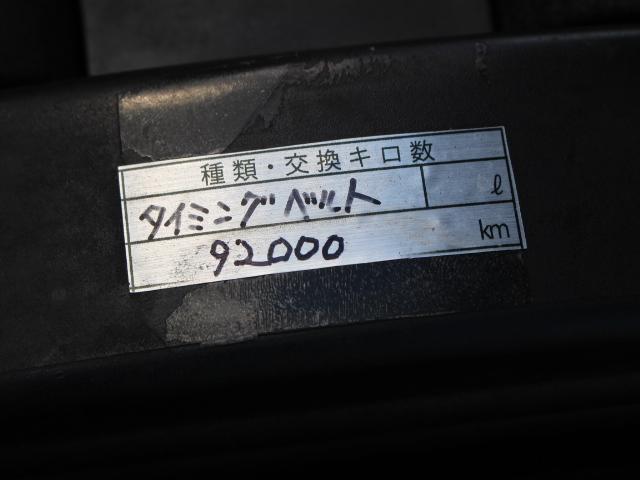 種類・交換キロ数
タイミングベルト ℓ
92000 km